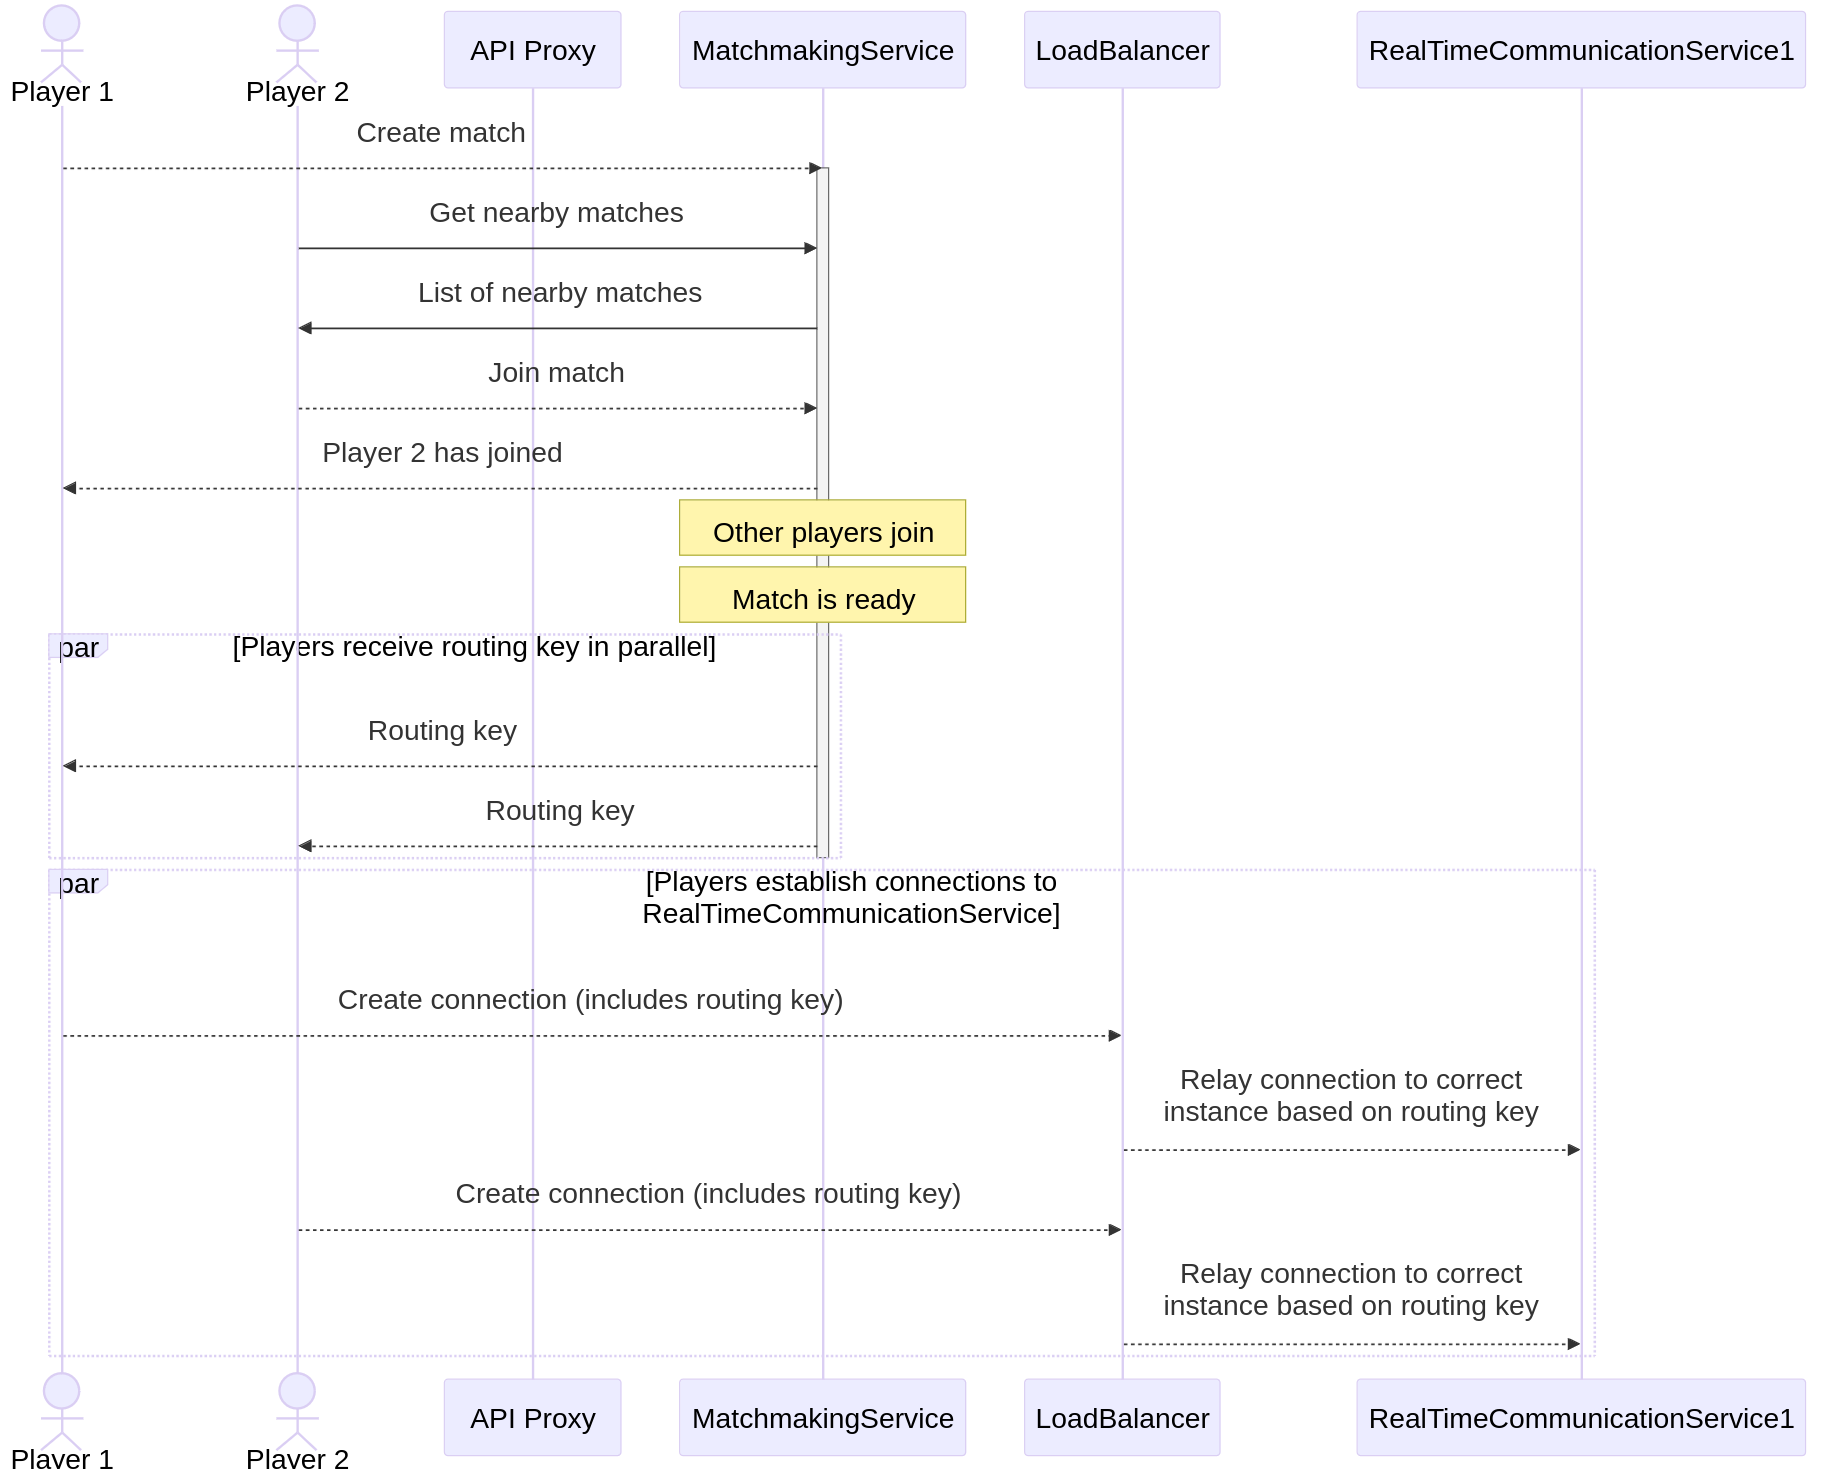 Player 1
Player 2
API Proxy
MatchmakingService
LoadBalancer
RealTimeCommunicationService1
Create match
Get nearby matches
List of nearby matches
Join match
Player 2 has joined
Other players join
Match is ready
par
[Players receive routing key in parallel]
Routing key
Routing key
par
[Players establish connections to
RealTimeCommunicationService]
Create connection (includes routing key)
Relay connection to correct
instance based on routing key
Create connection (includes routing key)
Relay connection to correct
instance based on routing key
Player 1
Player 2
API Proxy
MatchmakingService
LoadBalancer
RealTimeCommunicationService1